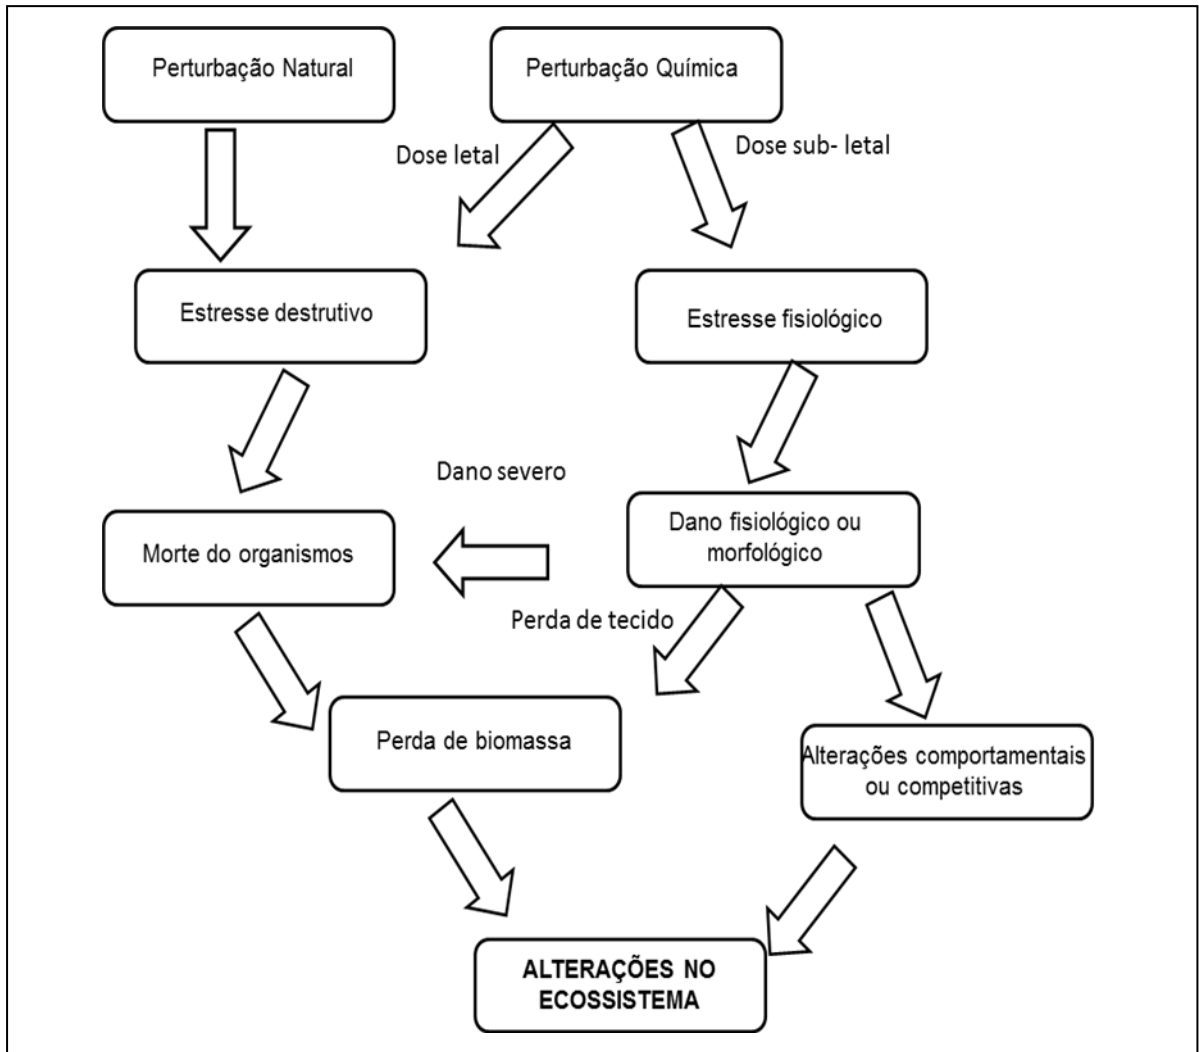 Perturbação Natural
Perturbação Química
Dose letal
Dose sub- letal
Estresse destrutivo
Estresse fisiológico
Dano severo
Dano fisiológico ou
morfológico
Morte do organismos
Perda de tecido
Perda de biomassa
Alterações comportamentais
ou competitivas
ALTERAÇÕES NO
ECOSSISTEMA